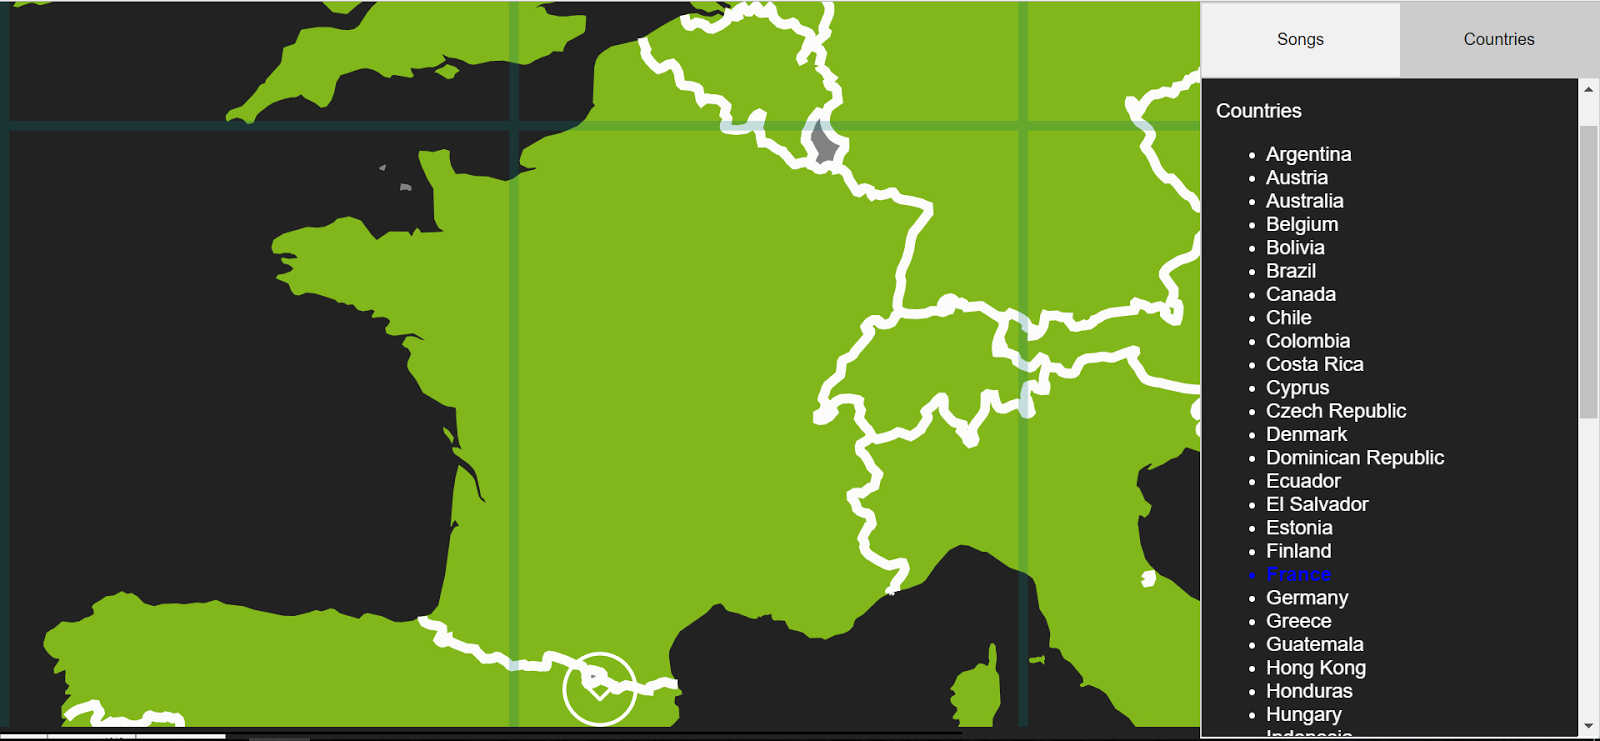 Songs
Countries
Countries
Argentina
Austria
Australia
Belgium
Bolivia
Brazil
Canada
Chile
Colombia
Costa Rica
Cyprus
Czech Republic
Denmark
Dominican Republic
Ecuador
El Salvador
Estonia
Finland
France
Germany
Greece
Guatemala
Hong Kong
Honduras
Hungary
Indonesia